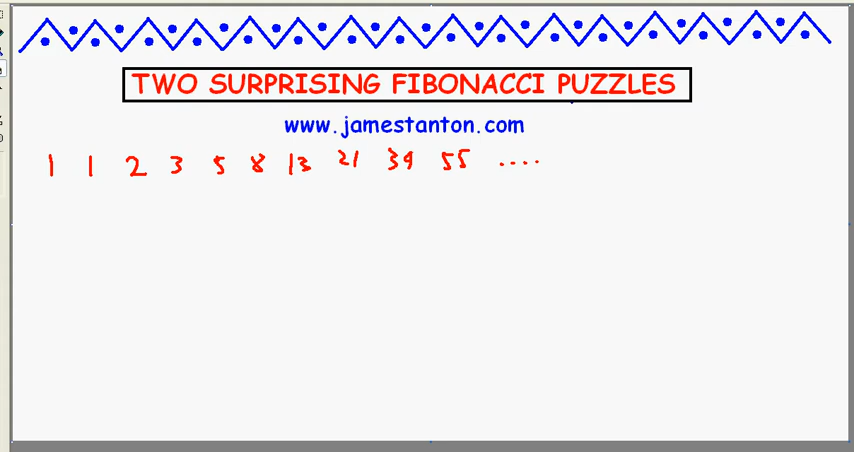 TWO SURPRISING FIBONACCI PUZZLES
www.jamestanton.com
1 1 2 3 5 8 13 21 34 55 ....